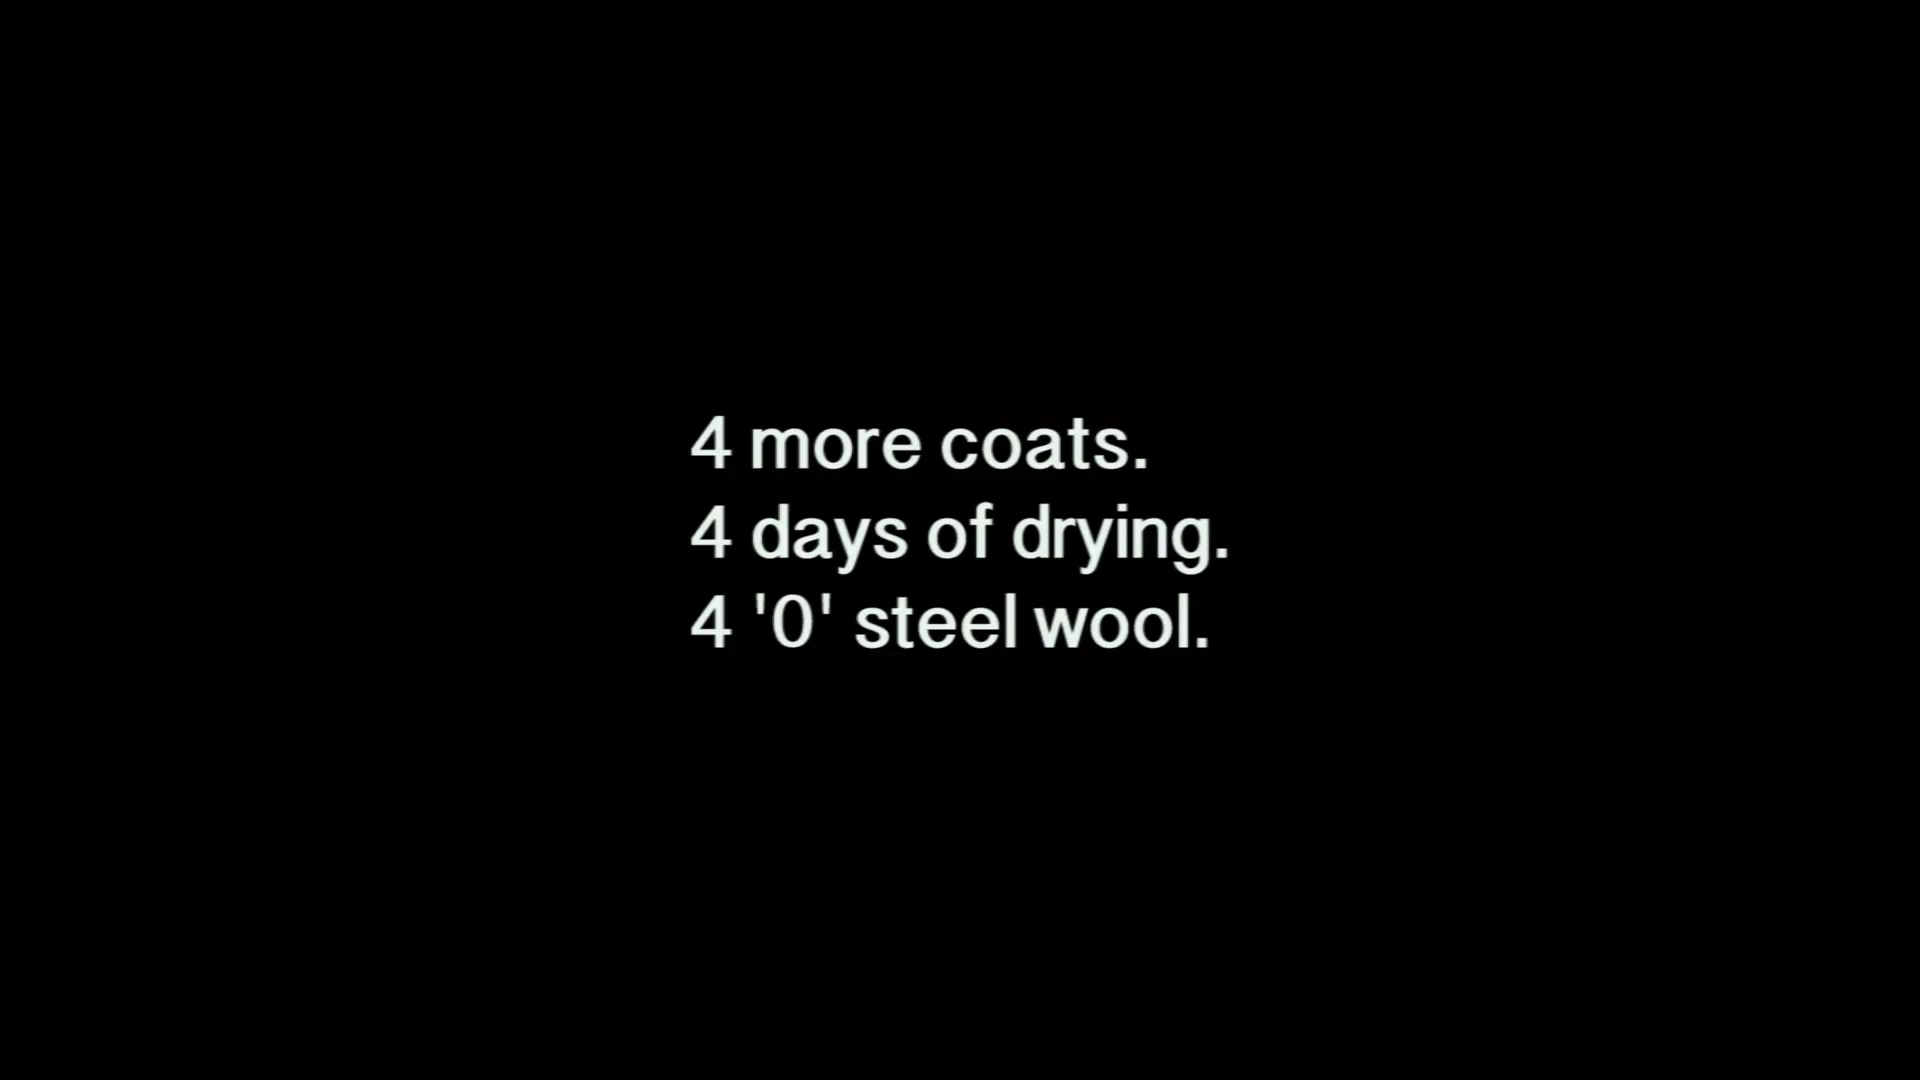 4 more coats.
4 days of drying.
4 '0' steel wool.